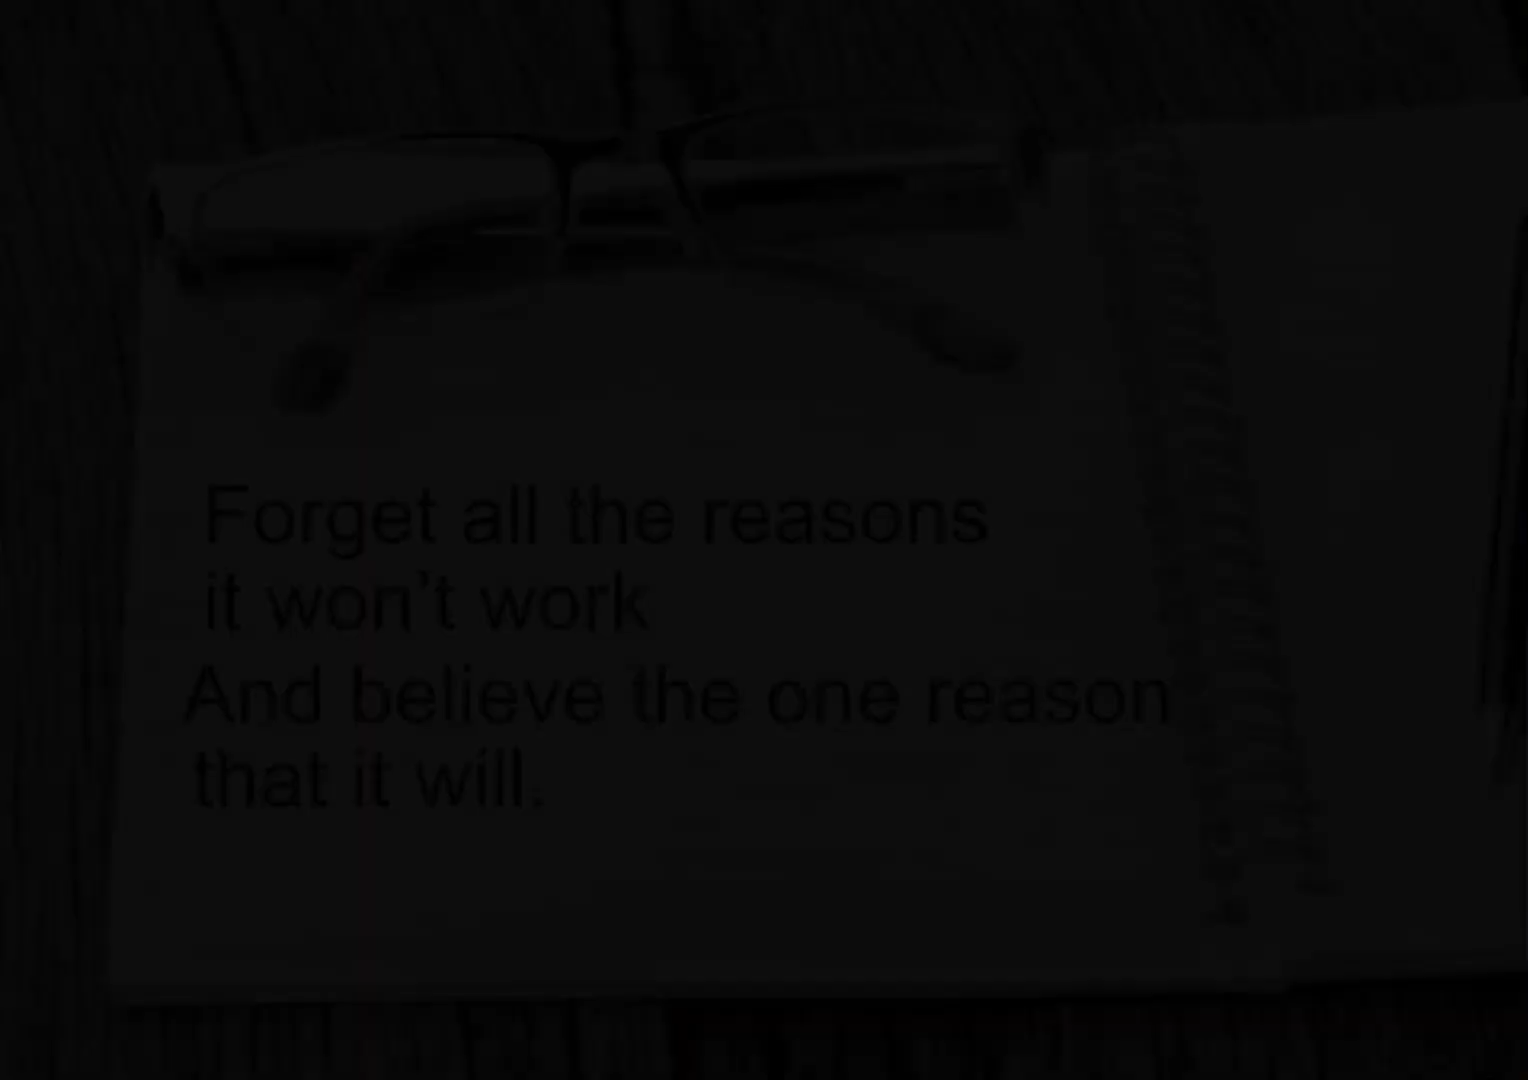 Forget all the reasons
it won't work
And believe the one reason
that it will.